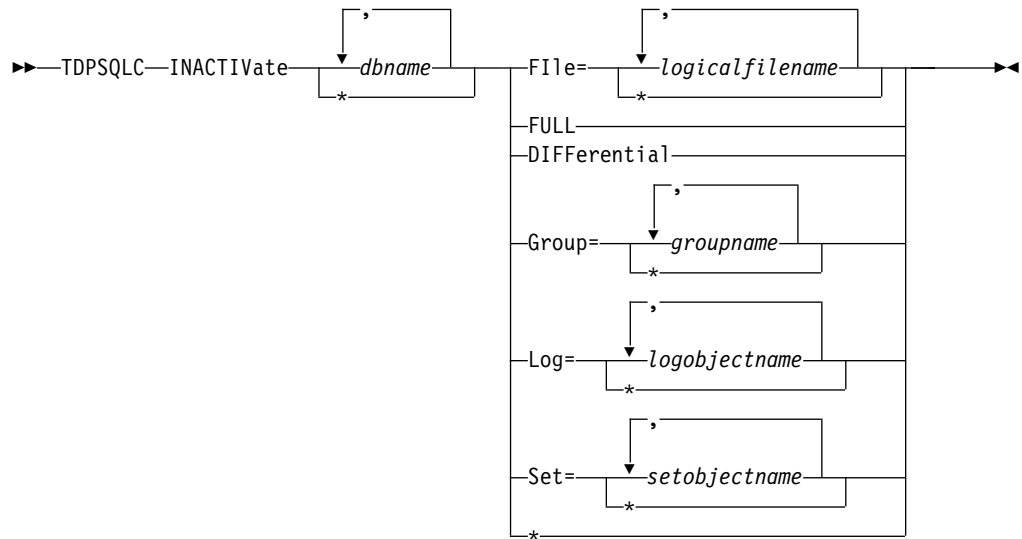 ,
,
TDPSQLC INACTIVate dbname FIle= logicalfilename
* *
FULL
DIFFerential
,
Group= groupname
*
,
Log= logobjectname
*
,
Set= setobjectname
*
*